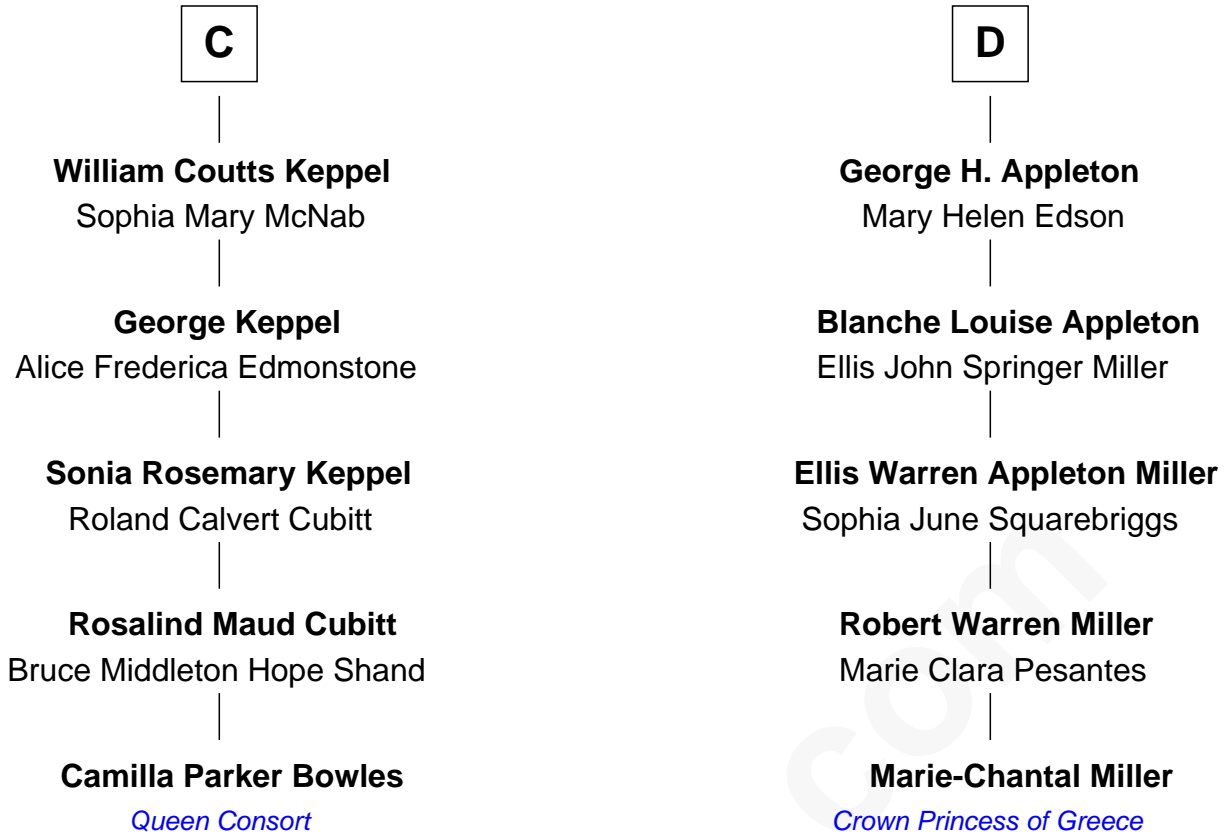 C
William Coutts Keppel
Sophia Mary McNab
George Keppel
Alice Frederica Edmonstone
Sonia Rosemary Keppel
Roland Calvert Cubitt
Rosalind Maud Cubitt
Bruce Middleton Hope Shand
Camilla Parker Bowles
Queen Consort
D
George H. Appleton
Mary Helen Edson
Blanche Louise Appleton
Ellis John Springer Miller
Ellis Warren Appleton Miller
Sophia June Squarebriggs
Robert Warren Miller
Marie Clara Pesantes
Marie-Chantal Miller
Crown Princess of Greece
com